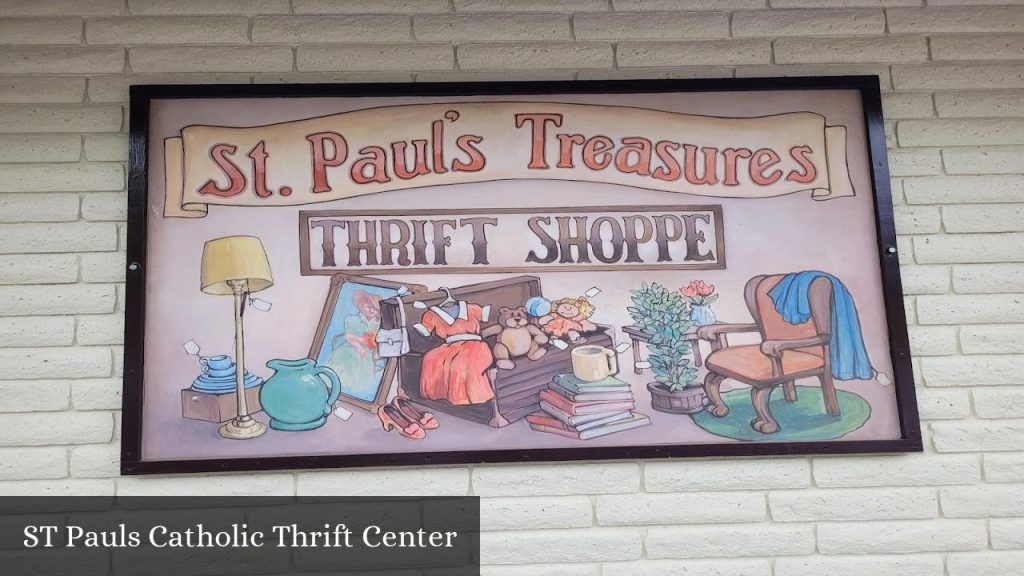 St. Paul's Treasures
THRIFT SHOPPE
ST Pauls Catholic Thrift Center